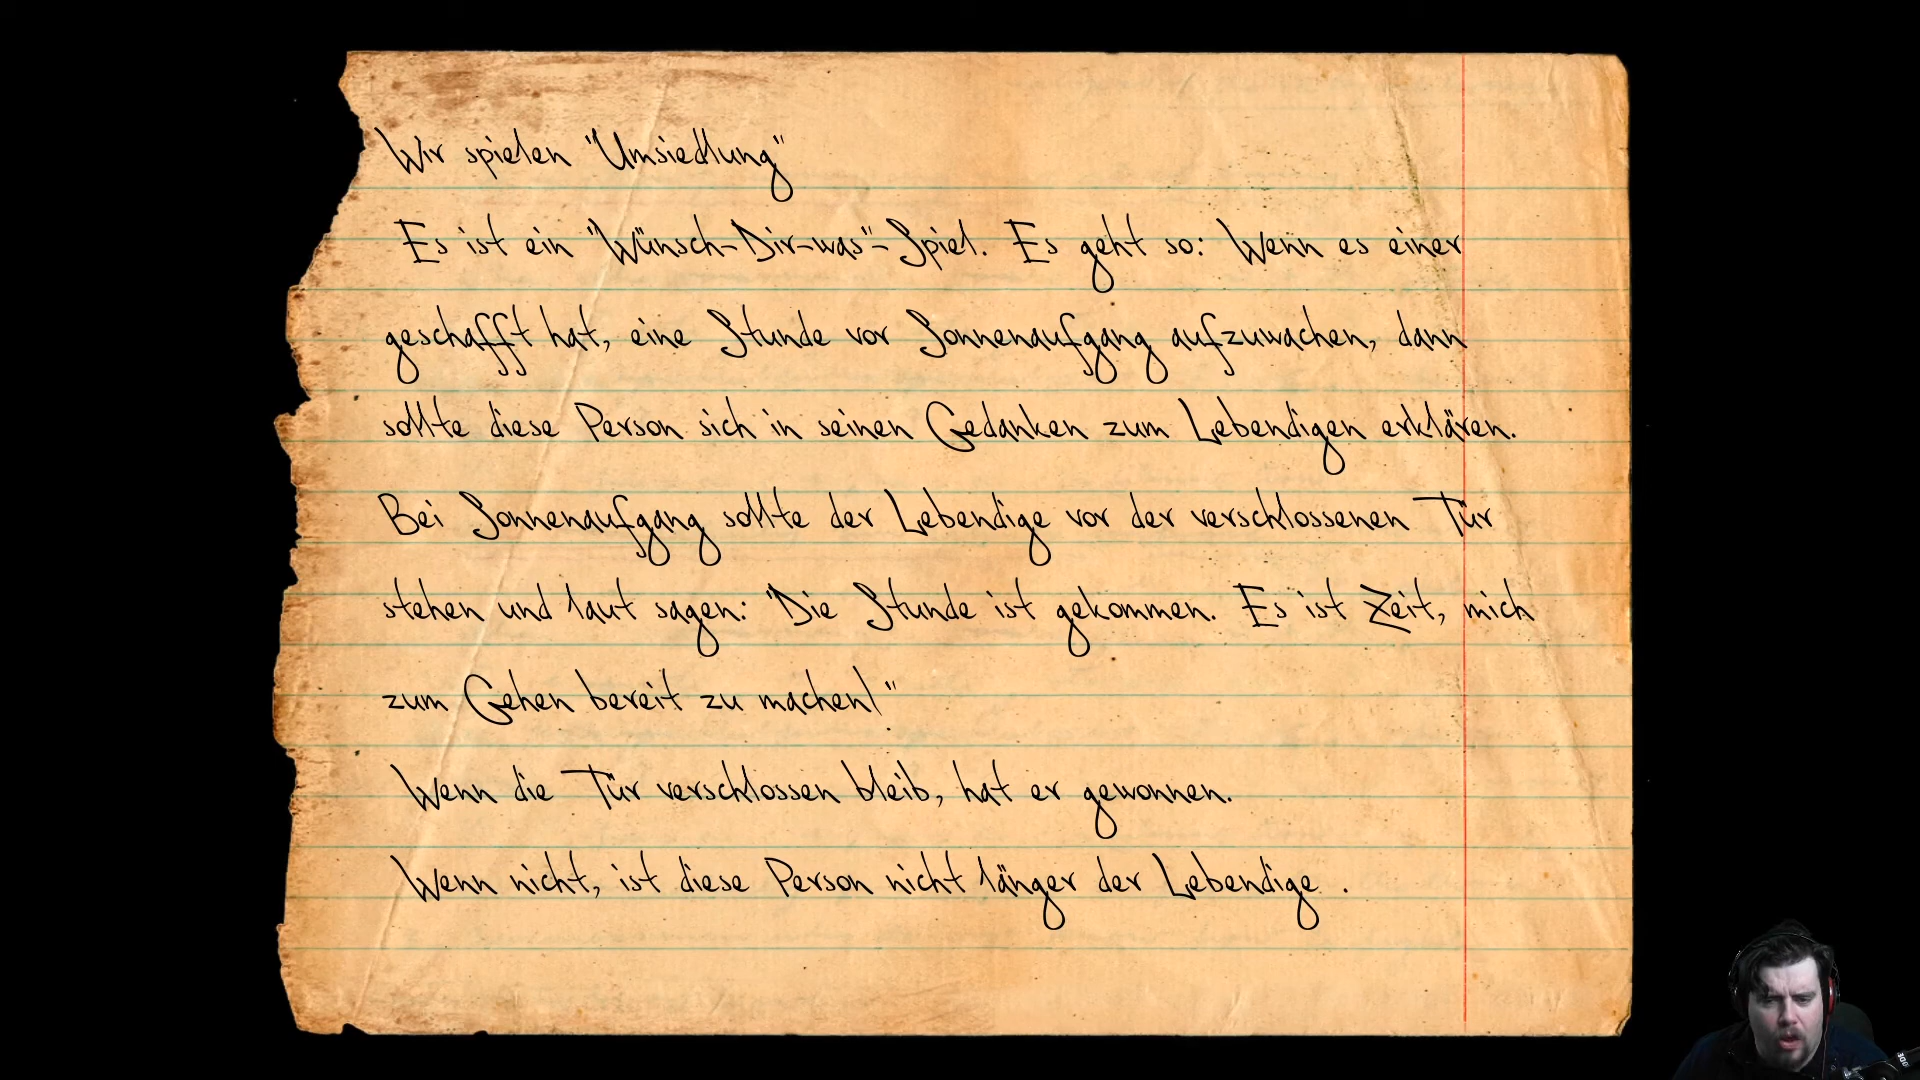 Wir spielen "Umsiedlung"
Es ist ein "Wünsch-Dir-was"-Spiel. Es geht so: Wenn es einer
geschafft hat, eine Stunde vor Sonnenaufgang aufzuwachen, dann
sollte diese Person sich in seinen Gedanken zum Lebendigen erklären.
Bei Sonnenaufgang sollte der Lebendige vor der verschlossenen Tür
stehen und laut sagen: "Die Stunde ist gekommen. Es ist Zeit, mich
zum Gehen bereit zu machen!"
Wenn die Tür verschlossen bleib, hat er gewonnen.
Wenn nicht, ist diese Person nicht länger der Lebendige .